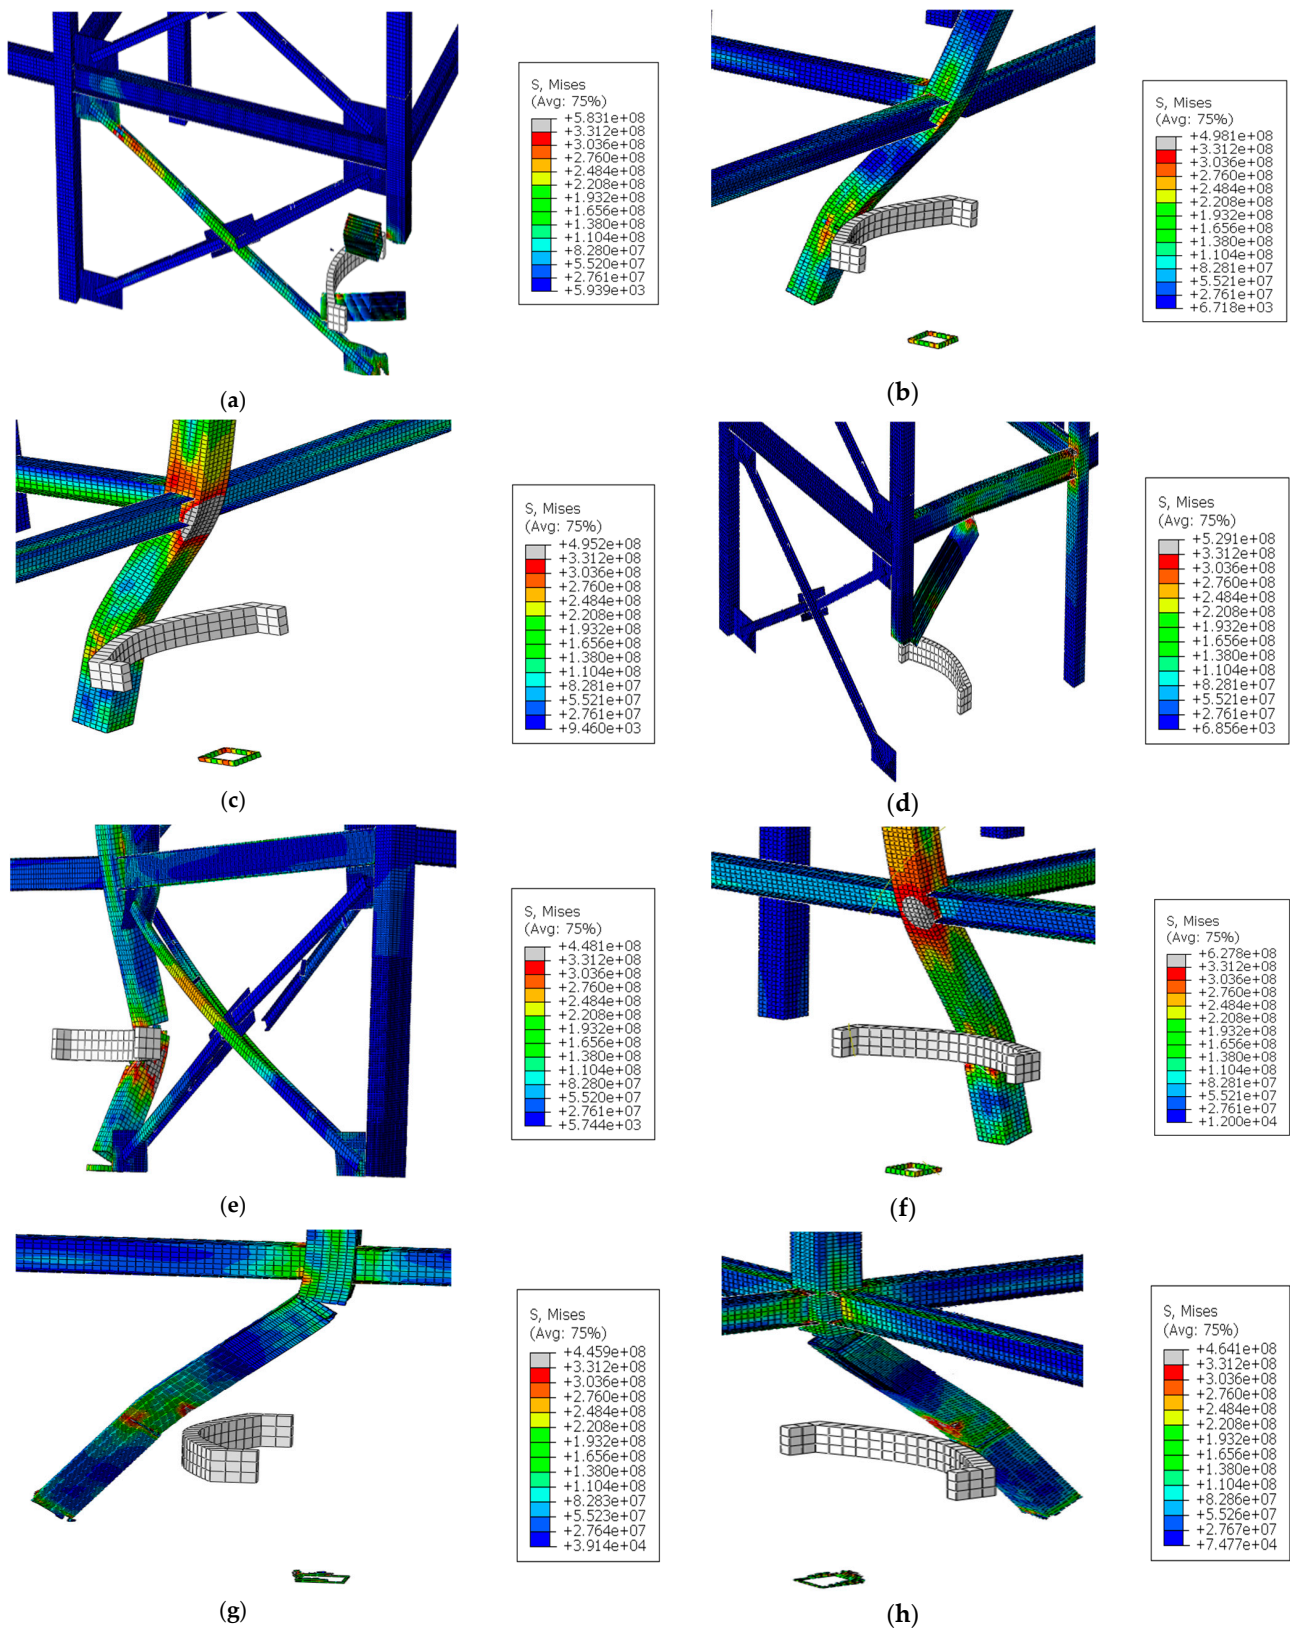 S, Mises
(Avg: 75%)
+5.831e+08
+3.312e+08
+3.036e+08
+2.760e+08
+2.484e+08
+2.208e+08
+1.932e+08
+1.656e+08
+1.380e+08
+1.104e+08
+8.280e+07
+5.520e+07
+2.761e+07
+5.939e+03
(a)
S, Mises
(Avg: 75%)
+4.981e+08
+3.312e+08
+3.036e+08
+2.760e+08
+2.484e+08
+2.208e+08
+1.932e+08
+1.656e+08
+1.380e+08
+1.104e+08
+8.281e+07
+5.521e+07
+2.761e+07
+6.718e+03
(b)
S, Mises
(Avg: 75%)
+4.952e+08
+3.312e+08
+3.036e+08
+2.760e+08
+2.484e+08
+2.208e+08
+1.932e+08
+1.656e+08
+1.380e+08
+1.104e+08
+8.281e+07
+5.521e+07
+2.761e+07
+9.460e+03
(c)
S, Mises
(Avg: 75%)
+5.291e+08
+3.312e+08
+3.036e+08
+2.760e+08
+2.484e+08
+2.208e+08
+1.932e+08
+1.656e+08
+1.380e+08
+1.104e+08
+8.281e+07
+5.521e+07
+2.761e+07
+6.856e+03
(d)
S, Mises
(Avg: 75%)
+4.481e+08
+3.312e+08
+3.036e+08
+2.760e+08
+2.484e+08
+2.208e+08
+1.932e+08
+1.656e+08
+1.380e+08
+1.104e+08
+8.280e+07
+5.520e+07
+2.761e+07
+5.744e+03
(e)
S, Mises
(Avg: 75%)
+6.278e+08
+3.312e+08
+3.036e+08
+2.760e+08
+2.484e+08
+2.208e+08
+1.932e+08
+1.656e+08
+1.380e+08
+1.104e+08
+8.281e+07
+5.521e+07
+2.761e+07
+1.200e+04
(f)
S, Mises
(Avg: 75%)
+4.459e+08
+3.312e+08
+3.036e+08
+2.760e+08
+2.484e+08
+2.208e+08
+1.932e+08
+1.656e+08
+1.380e+08
+1.104e+08
+8.283e+07
+5.523e+07
+2.764e+07
+3.914e+04
(g)
S, Mises
(Avg: 75%)
+4.641e+08
+3.312e+08
+3.036e+08
+2.760e+08
+2.484e+08
+2.208e+08
+1.932e+08
+1.656e+08
+1.380e+08
+1.104e+08
+8.286e+07
+5.526e+07
+2.767e+07
+7.477e+04
(h)